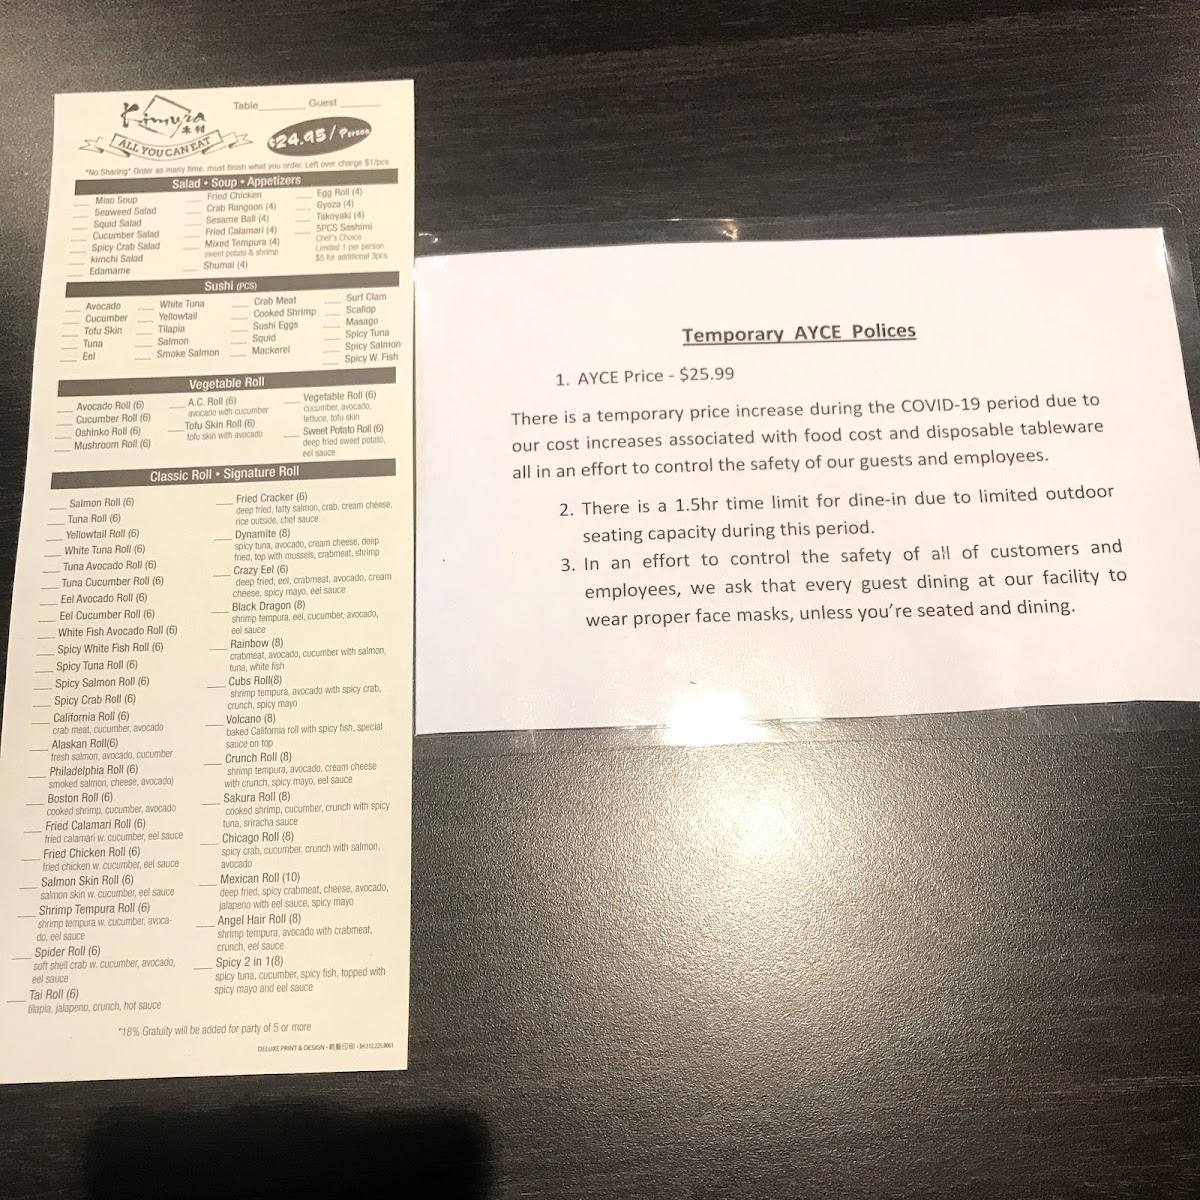 Kimura
木村
ALL YOU CAN EAT
Table Guest
$24.95 / Person
*No Sharing* Order as many time, must finish what you order, Left over charge $1/pcs
Salad • Soup • Appetizers
Miso Soup
Seaweed Salad
Squid Salad
Cucumber Salad
Spicy Crab Salad
kimchi Salad
Edamame
Fried Chicken
Crab Rangoon (4)
Sesame Ball (4)
Fried Calamari (4)
Mixed Tempura (4)
sweet potato & shrimp
Shumai (4)
Egg Roll (4)
Gyoza (4)
Takoyaki (4)
5PCS Sashimi
Chef's Choice
Limited 1 per person
$5 for additional 3pcs
Sushi (PCS)
Avocado
Cucumber
Tofu Skin
Tuna
Eel
White Tuna
Yellowtail
Tilapia
Salmon
Smoke Salmon
Crab Meat
Cooked Shrimp
Sushi Eggs
Squid
Mackerel
Surf Clam
Scallop
Masago
Spicy Tuna
Spicy Salmon
Spicy W. Fish
Vegetable Roll
Avocado Roll (6)
Cucumber Roll (6)
Oshinko Roll (6)
Mushroom Roll (6)
A.C. Roll (6)
avocado with cucumber
Tofu Skin Roll (6)
tofu skin with avocado
Vegetable Roll (6)
cucumber, avocado,
lettuce, tofu skin
Sweet Potato Roll (6)
deep fried sweet potato,
eel sauce
Classic Roll • Signature Roll
Salmon Roll (6)
Tuna Roll (6)
Yellowtail Roll (6)
White Tuna Roll (6)
Tuna Avocado Roll (6)
Tuna Cucumber Roll (6)
Eel Avocado Roll (6)
Eel Cucumber Roll (6)
White Fish Avocado Roll (6)
Spicy White Fish Roll (6)
Spicy Tuna Roll (6)
Spicy Salmon Roll (6)
Spicy Crab Roll (6)
California Roll (6)
crab meat, cucumber, avocado
Alaskan Roll(6)
fresh salmon, avocado, cucumber
Philadelphia Roll (6)
smoked salmon, cheese, avocado)
Boston Roll (6)
cooked shrimp, cucumber, avocado
Fried Calamari Roll (6)
fried calamari w. cucumber, eel sauce
Fried Chicken Roll (6)
fried chicken w. cucumber, eel sauce
Salmon Skin Roll (6)
salmon skin w. cucumber, eel sauce
Shrimp Tempura Roll (6)
shrimp tempura w. cucumber, avoca-
do, eel sauce
Spider Roll (6)
soft shell crab w. cucumber, avocado,
eel sauce
Tai Roll (6)
tilapia, jalapeno, crunch, hot sauce
Fried Cracker (6)
deep fried, fatty salmon, crab, cream cheese,
rice outside, chef sauce
Dynamite (8)
spicy tuna, avocado, cream cheese, deep
fried, top with mussels, crabmeat, shrimp
Crazy Eel (6)
deep fried, eel, crabmeat, avocado, cream
cheese, spicy mayo, eel sauce
Black Dragon (8)
shrimp tempura, eel, cucumber, avocado,
eel sauce
Rainbow (8)
crabmeat, avocado, cucumber with salmon,
tuna, white fish
Cubs Roll(8)
shrimp tempura, avocado with spicy crab,
crunch, spicy mayo
Volcano (8)
baked California roll with spicy fish, special
sauce on top
Crunch Roll (8)
shrimp tempura, avocado, cream cheese
with crunch, spicy mayo, eel sauce
Sakura Roll (8)
cooked shrimp, cucumber, crunch with spicy
tuna, sriracha sauce
Chicago Roll (8)
spicy crab, cucumber, crunch with salmon,
avocado
Mexican Roll (10)
deep fried, spicy crabmeat, cheese, avocado,
jalapeno with eel sauce, spicy mayo
Angel Hair Roll (8)
shrimp tempura, avocado with crabmeat,
crunch, eel sauce
Spicy 2 in 1(8)
spicy tuna, cucumber, spicy fish, topped with
spicy mayo and eel sauce
*18% Gratuity will be added for party of 5 or more
DELUXE PRINT & DESIGN • Tel:312.225.0061
Temporary AYCE Polices
1. AYCE Price - $25.99
There is a temporary price increase during the COVID-19 period due to
our cost increases associated with food cost and disposable tableware
all in an effort to control the safety of our guests and employees.
2. There is a 1.5hr time limit for dine-in due to limited outdoor
seating capacity during this period.
3. In an effort to control the safety of all of customers and
employees, we ask that every guest dining at our facility to
wear proper face masks, unless you're seated and dining.